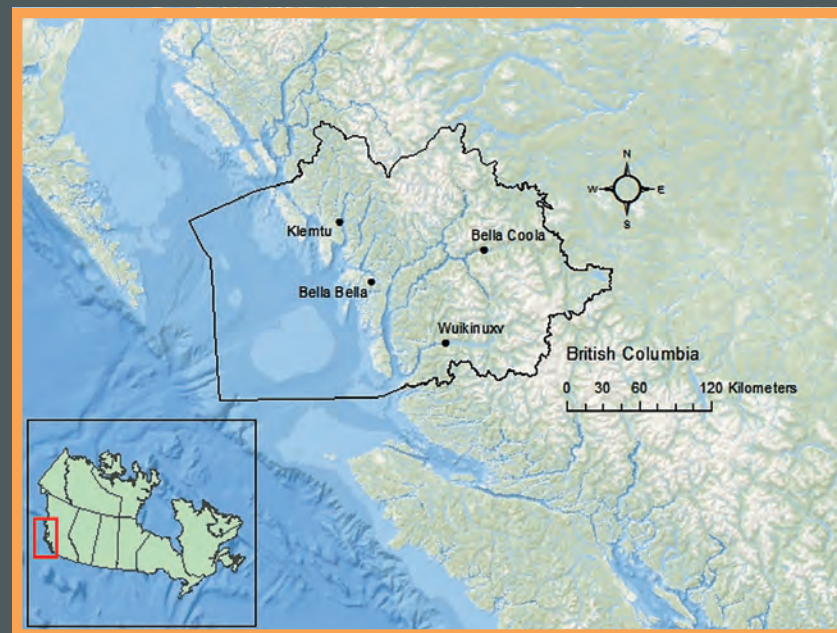 N
W E
S
Klemtu
Bella Coola
Bella Bella
Wuikinuxv
British Columbia
0 30 60 120 Kilometers